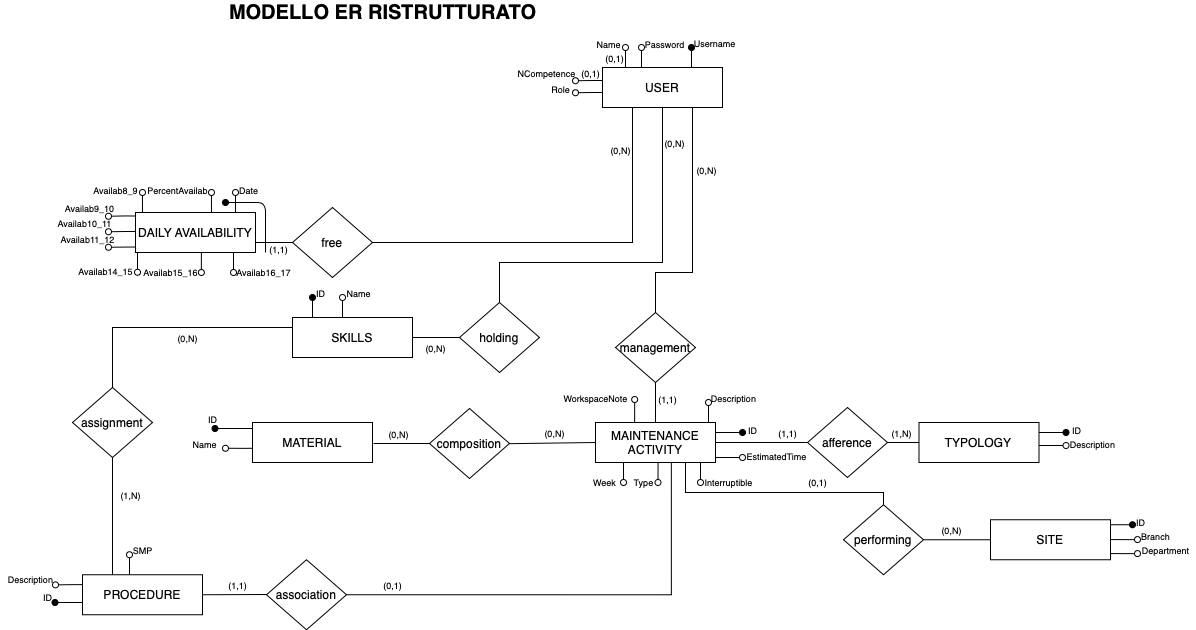 MODELLO ER RISTRUTTURATO
Name Password Username
(0,1)
NCompetence (0,1)
Role
USER
(0,N) (0,N) (0,N)
Availab8_9 PercentAvailab Date
Availab9_10
Availab10_11
Availab11_12
DAILY AVAILABILITY
(1,1)
free
Availab14_15 Availab15_16 Availab16_17
ID Name
SKILLS
(0,N)
(0,N)
holding
management
(1,1)
assignment
(1,N)
ID
Name
MATERIAL
(0,N)
composition
(0,N)
WorkspaceNote Description
MAINTENANCE
ACTIVITY
ID
EstimatedTime
Week Type Interruptible
(1,1)
afference
(1,N)
TYPOLOGY
ID
Description
(0,1)
performing
(0,N)
SITE
ID
Branch
Department
SMP
Description
ID
PROCEDURE
(1,1)
association
(0,1)